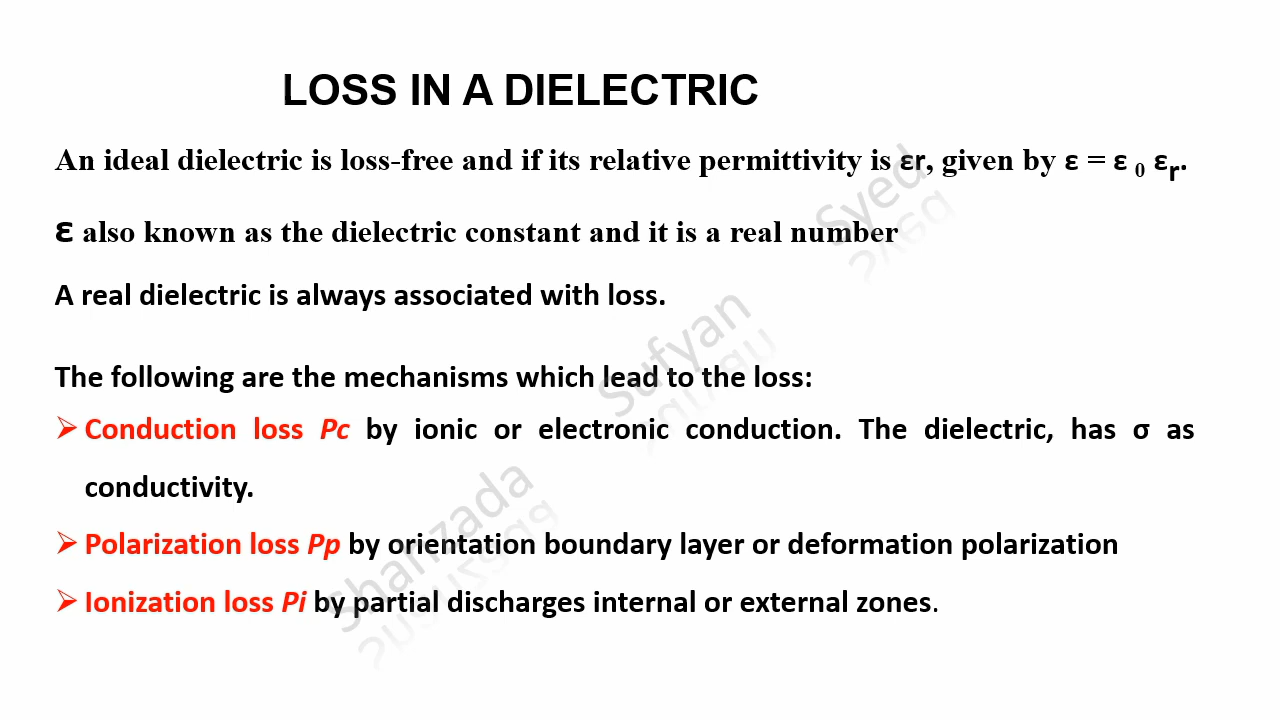 LOSS IN A DIELECTRIC
An ideal dielectric is loss-free and if its relative permittivity is εr, given by ε = ε 0 εr.
ε also known as the dielectric constant and it is a real number
A real dielectric is always associated with loss.
The following are the mechanisms which lead to the loss:
➢ Conduction loss Pc by ionic or electronic conduction. The dielectric, has σ as
conductivity.
➢ Polarization loss Pp by orientation boundary layer or deformation polarization
➢ Ionization loss Pi by partial discharges internal or external zones.
Syed
Sufyan
Shahzada